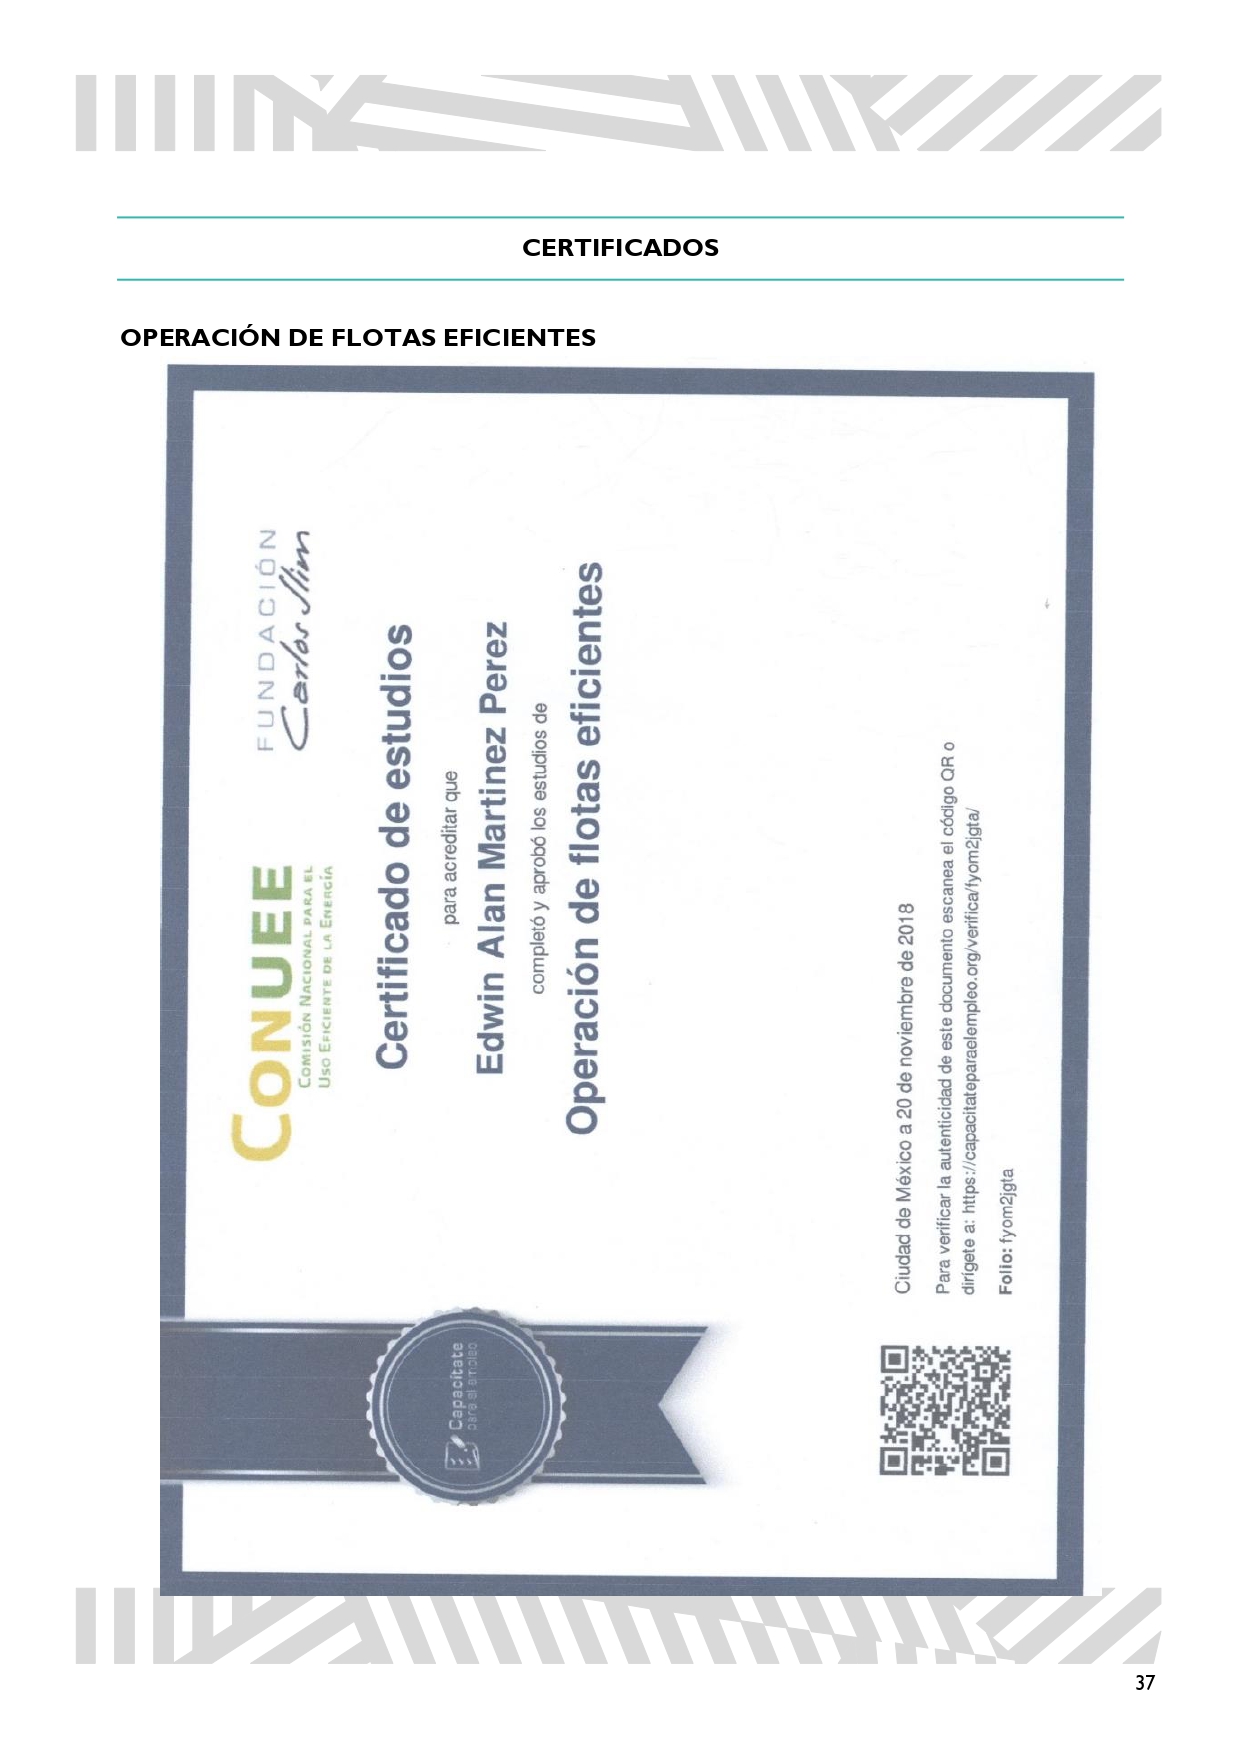 CERTIFICADOS
OPERACIÓN DE FLOTAS EFICIENTES
CONUEE
COMISIÓN NACIONAL PARA EL
USO EFICIENTE DE LA ENERGÍA
FUNDACIÓN
Carlos Slim
Certificado de estudios
para acreditar que
Edwin Alan Martinez Perez
completó y aprobó los estudios de
Operación de flotas eficientes
Capacítate
para el empleo
Ciudad de México a 20 de noviembre de 2018
Para verificar la autenticidad de este documento escanea el código QR o
dirígete a: https://capacitateparaelempleo.org/verifica/fyom2jgta/
Folio: fyom2jgta
37